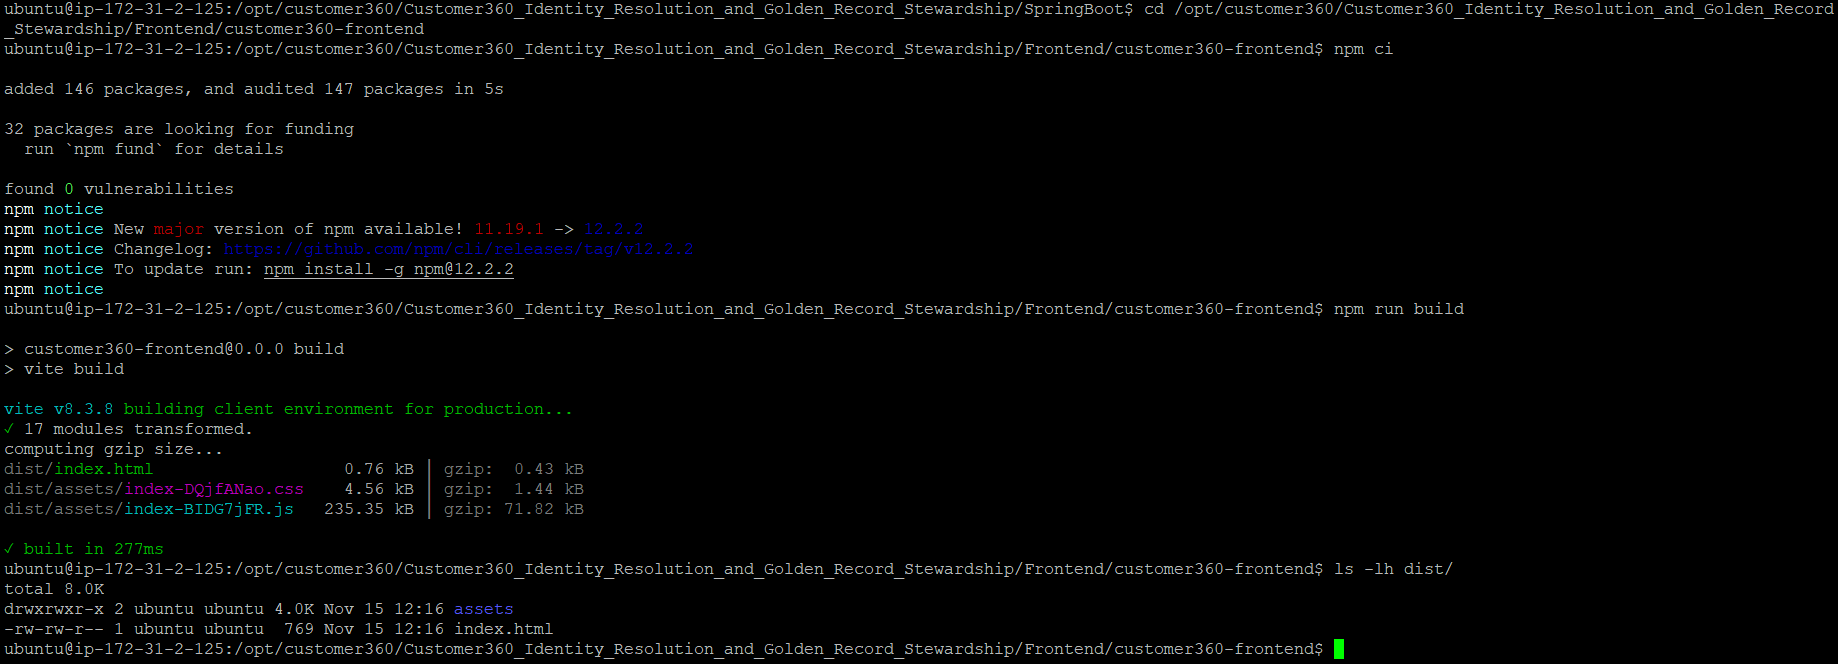 ubuntu@ip-172-31-2-125:/opt/customer360/Customer360_Identity_Resolution_and_Golden_Record_Stewardship/SpringBoot$ cd /opt/customer360/Customer360_Identity_Resolution_and_Golden_Record
_Stewardship/Frontend/customer360-frontend
ubuntu@ip-172-31-2-125:/opt/customer360/Customer360_Identity_Resolution_and_Golden_Record_Stewardship/Frontend/customer360-frontend$ npm ci
added 146 packages, and audited 147 packages in 5s
32 packages are looking for funding
  run `npm fund` for details
found 0 vulnerabilities
npm notice
npm notice New major version of npm available! 11.19.1 -> 12.2.2
npm notice Changelog: https://github.com/npm/cli/releases/tag/v12.2.2
npm notice To update run: npm install -g npm@12.2.2
npm notice
ubuntu@ip-172-31-2-125:/opt/customer360/Customer360_Identity_Resolution_and_Golden_Record_Stewardship/Frontend/customer360-frontend$ npm run build
> customer360-frontend@0.0.0 build
> vite build
vite v8.3.8 building client environment for production...
✓ 17 modules transformed.
computing gzip size...
dist/index.html                   0.76 kB │ gzip:  0.43 kB
dist/assets/index-DQjfANao.css    4.56 kB │ gzip:  1.44 kB
dist/assets/index-BIDG7jFR.js   235.35 kB │ gzip: 71.82 kB
✓ built in 277ms
ubuntu@ip-172-31-2-125:/opt/customer360/Customer360_Identity_Resolution_and_Golden_Record_Stewardship/Frontend/customer360-frontend$ ls -lh dist/
total 8.0K
drwxrwxr-x 2 ubuntu ubuntu 4.0K Nov 15 12:16 assets
-rw-rw-r-- 1 ubuntu ubuntu  769 Nov 15 12:16 index.html
ubuntu@ip-172-31-2-125:/opt/customer360/Customer360_Identity_Resolution_and_Golden_Record_Stewardship/Frontend/customer360-frontend$